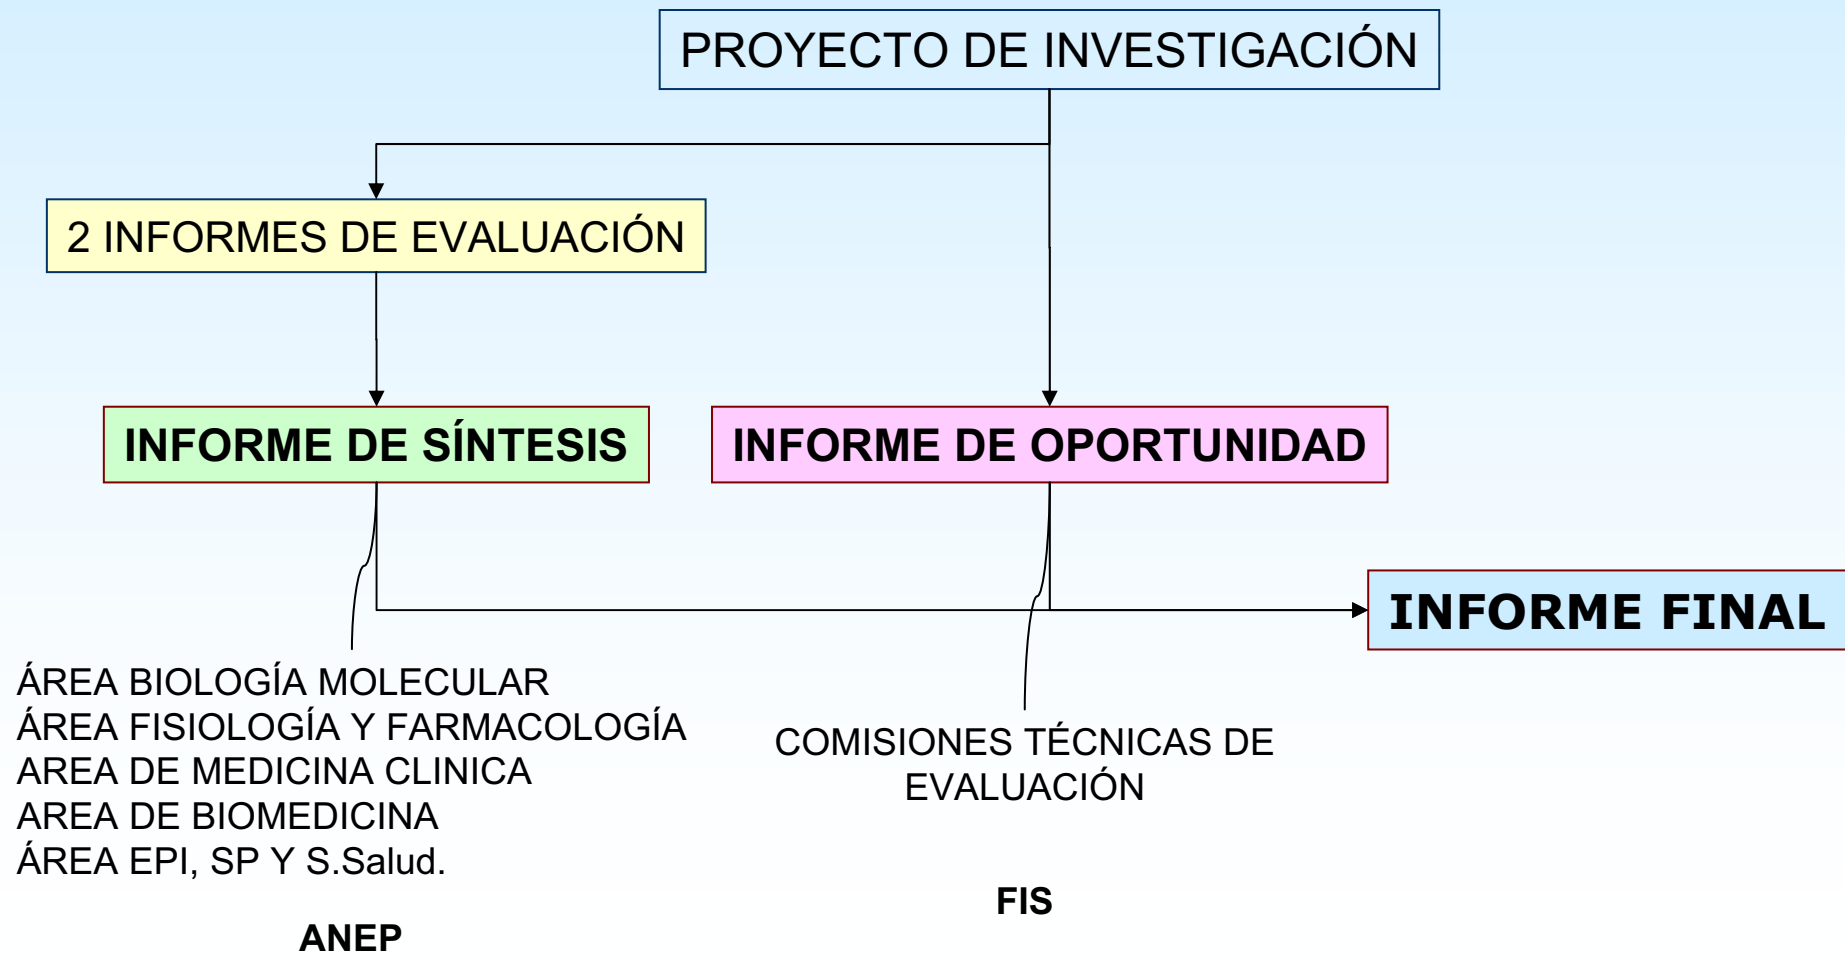 PROYECTO DE INVESTIGACIÓN
2 INFORMES DE EVALUACIÓN
INFORME DE SÍNTESIS
INFORME DE OPORTUNIDAD
INFORME FINAL
ÁREA BIOLOGÍA MOLECULAR
ÁREA FISIOLOGÍA Y FARMACOLOGÍA
AREA DE MEDICINA CLINICA
AREA DE BIOMEDICINA
ÁREA EPI, SP Y S.Salud.
ANEP
COMISIONES TÉCNICAS DE
EVALUACIÓN
FIS